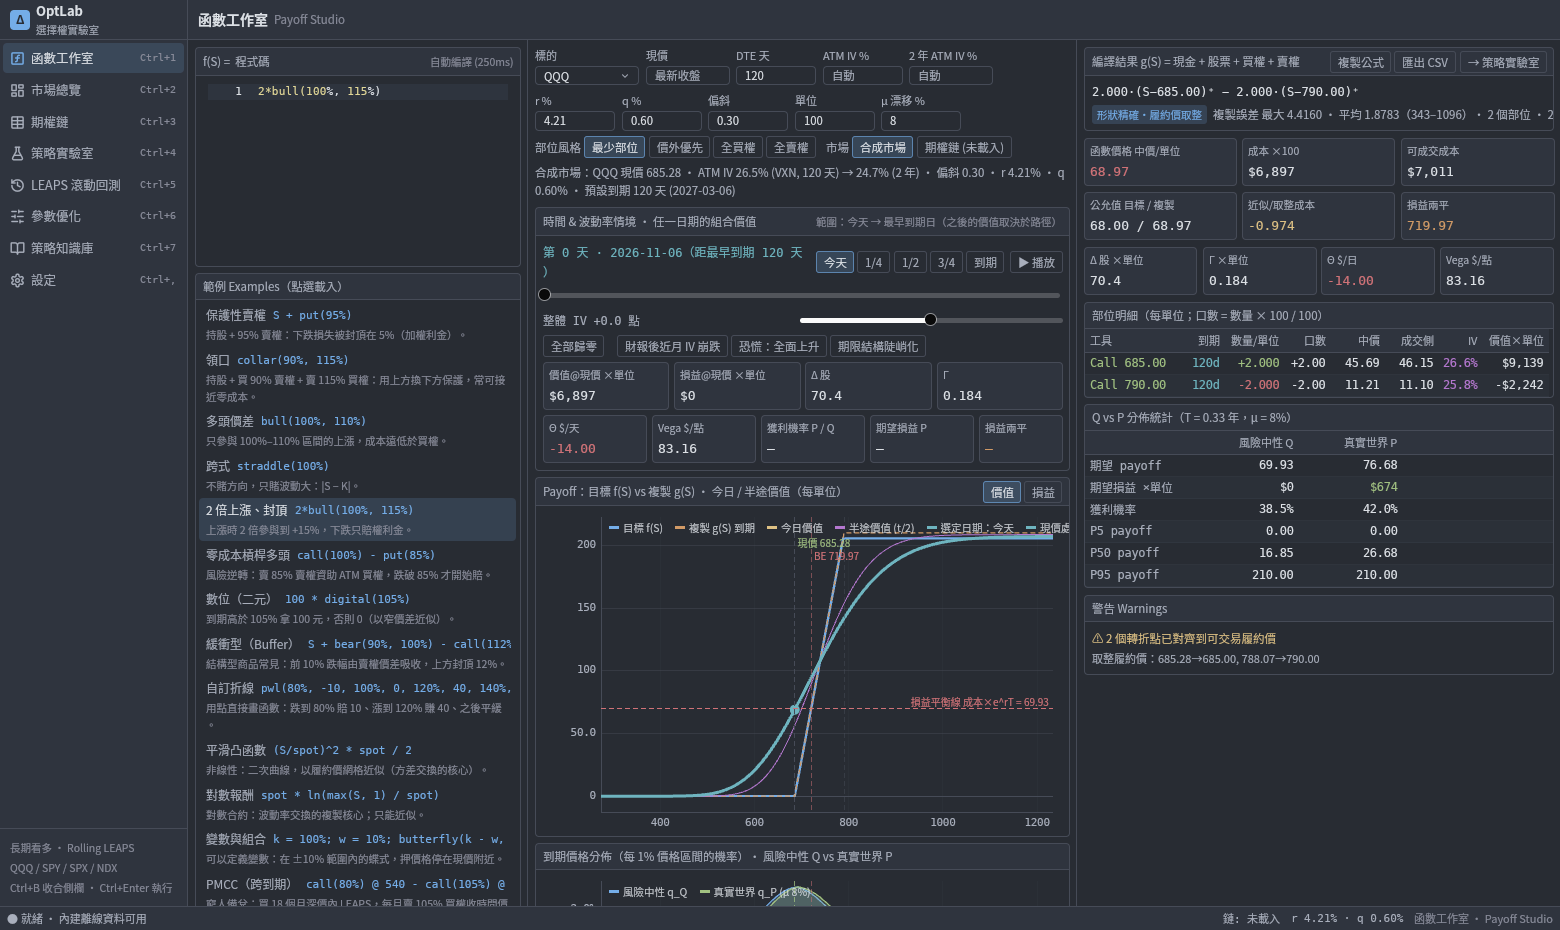 Δ
OptLab
選擇權實驗室
函數工作室 Ctrl+1
市場總覽 Ctrl+2
期權鏈 Ctrl+3
策略實驗室 Ctrl+4
LEAPS 滾動回測 Ctrl+5
參數優化 Ctrl+6
策略知識庫 Ctrl+7
設定 Ctrl+,
長期看多 · Rolling LEAPS
QQQ / SPY / SPX / NDX
Ctrl+B 收合側欄 · Ctrl+Enter 執行
函數工作室 Payoff Studio
f(S) = 程式碼 自動編譯 (250ms)
1 2*bull(100%, 115%)
範例 Examples（點選載入）
保護性賣權 S + put(95%)
持股 + 95% 賣權：下跌損失被封頂在 5%（加權利金）。
領口 collar(90%, 115%)
持股 + 買 90% 賣權 + 賣 115% 買權：用上方換下方保護，常可接
近零成本。
多頭價差 bull(100%, 110%)
只參與 100%–110% 區間的上漲，成本遠低於買權。
跨式 straddle(100%)
不賭方向，只賭波動大：|S − K|。
2 倍上漲、封頂 2*bull(100%, 115%)
上漲時 2 倍參與到 +15%，下跌只賠權利金。
零成本槓桿多頭 call(100%) - put(85%)
風險逆轉：賣 85% 賣權資助 ATM 買權，跌破 85% 才開始賠。
數位（二元） 100 * digital(105%)
到期高於 105% 拿 100 元，否則 0（以窄價差近似）。
緩衝型（Buffer） S + bear(90%, 100%) - call(112%
結構型商品常見：前 10% 跌幅由賣權價差吸收，上方封頂 12%。
自訂折線 pwl(80%, -10, 100%, 0, 120%, 40, 140%,
用點直接畫函數：跌到 80% 賠 10、漲到 120% 賺 40、之後平緩
。
平滑凸函數 (S/spot)^2 * spot / 2
非線性：二次曲線，以履約價網格近似（方差交換的核心）。
對數報酬 spot * ln(max(S, 1) / spot)
對數合約：波動率交換的複製核心；只能近似。
變數與組合 k = 100%; w = 10%; butterfly(k - w,
可以定義變數：在 ±10% 範圍內的蝶式，押價格停在現價附近。
PMCC（跨到期） call(80%) @ 540 - call(105%) @
窮人備兌：買 18 個月深價內 LEAPS，每月賣 105% 買權收時間價
標的 現價 DTE 天 ATM IV % 2 年 ATM IV %
QQQ 最新收盤 120 自動 自動
r % q % 偏斜 單位 μ 漂移 %
4.21 0.60 0.30 100 8
部位風格 最少部位 價外優先 全買權 全賣權 市場 合成市場 期權鏈 (未載入)
合成市場：QQQ 現價 685.28 · ATM IV 26.5% (VXN, 120 天) → 24.7% (2 年) · 偏斜 0.30 · r 4.21% · q
0.60% · 預設到期 120 天 (2027-03-06)
時間 & 波動率情境 · 任一日期的組合價值 範圍：今天 → 最早到期日（之後的價值取決於路徑）
第 0 天 · 2026-11-06（距最早到期 120 天
） 今天 1/4 1/2 3/4 到期 ▶ 播放
整體 IV +0.0 點
全部歸零 財報後近月 IV 崩跌 恐慌：全面上升 期限結構陡峭化
價值@現價 ×單位 損益@現價 ×單位 Δ 股 Γ
$6,897 $0 70.4 0.184
Θ $/天 Vega $/點 獲利機率 P / Q 期望損益 P 損益兩平
-14.00 83.16 — — —
Payoff：目標 f(S) vs 複製 g(S) · 今日 / 半途價值（每單位） 價值 損益
目標 f(S) 複製 g(S) 到期 今日價值 半途價值 (t/2) 選定日期：今天 現價處
現價 685.28
BE 719.97
損益平衡線 成本×e^rT = 69.93
200
150
100
50.0
0
400 600 800 1000 1200
到期價格分佈（每 1% 價格區間的機率） · 風險中性 Q vs 真實世界 P
風險中性 q_Q 真實世界 q_P (μ 8%)
編譯結果 g(S) = 現金 + 股票 + 買權 + 賣權 複製公式 匯出 CSV → 策略實驗室
2.000·(S−685.00)⁺ − 2.000·(S−790.00)⁺
形狀精確 · 履約價取整 複製誤差 最大 4.4160 · 平均 1.8783（343–1096） · 2 個部位 · 2
函數價格 中價/單位 成本 ×100 可成交成本
68.97 $6,897 $7,011
公允值 目標 / 複製 近似/取整成本 損益兩平
68.00 / 68.97 -0.974 719.97
Δ 股 ×單位 Γ ×單位 Θ $/日 Vega $/點
70.4 0.184 -14.00 83.16
部位明細（每單位；口數 = 數量 × 100 / 100）
工具 到期 數量/單位 口數 中價 成交側 IV 價值×單位
Call 685.00 120d +2.000 +2.00 45.69 46.15 26.6% $9,139
Call 790.00 120d -2.000 -2.00 11.21 11.10 25.8% -$2,242
Q vs P 分佈統計（T = 0.33 年，μ = 8%）
風險中性 Q 真實世界 P
期望 payoff 69.93 76.68
期望損益 ×單位 $0 $674
獲利機率 38.5% 42.0%
P5 payoff 0.00 0.00
P50 payoff 16.85 26.68
P95 payoff 210.00 210.00
警告 Warnings
⚠ 2 個轉折點已對齊到可交易履約價
取整履約價：685.28→685.00, 788.07→790.00
就緒 · 內建離線資料可用
鏈: 未載入 r 4.21% · q 0.60% 函數工作室 · Payoff Studio